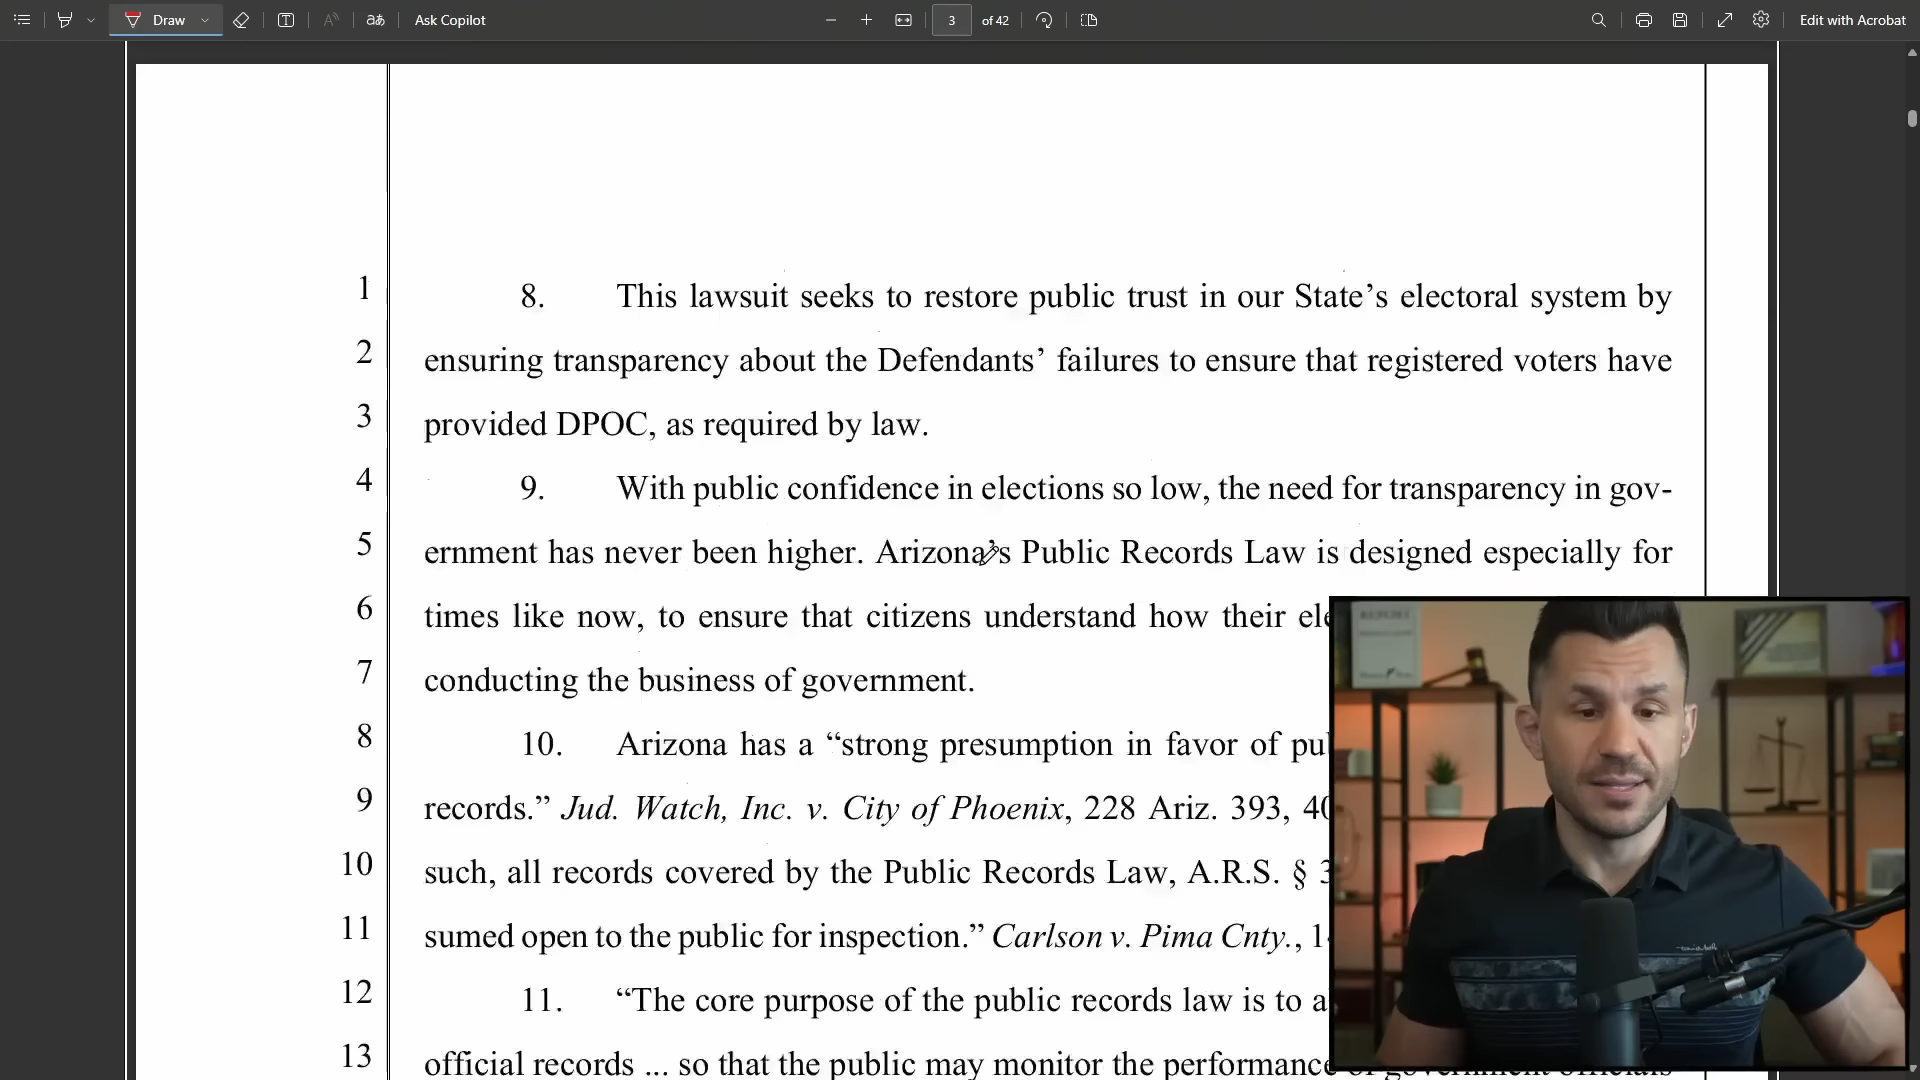 Draw
aあ
Ask Copilot
3
of 42
Edit with Acrobat
1 8. This lawsuit seeks to restore public trust in our State’s electoral system by
2 ensuring transparency about the Defendants’ failures to ensure that registered voters have
3 provided DPOC, as required by law.
4 9. With public confidence in elections so low, the need for transparency in gov-
5 ernment has never been higher. Arizona’s Public Records Law is designed especially for
6 times like now, to ensure that citizens understand how their
7 conducting the business of government.
8 10. Arizona has a “strong presumption in favor of
9 records.” Jud. Watch, Inc. v. City of Phoenix, 228 Ariz. 393,
10 such, all records covered by the Public Records Law, A.R.S. §
11 sumed open to the public for inspection.” Carlson v. Pima Cnty.,
12 11. “The core purpose of the public records law is to
13 official records ... so that the public may monitor the performance of government officials